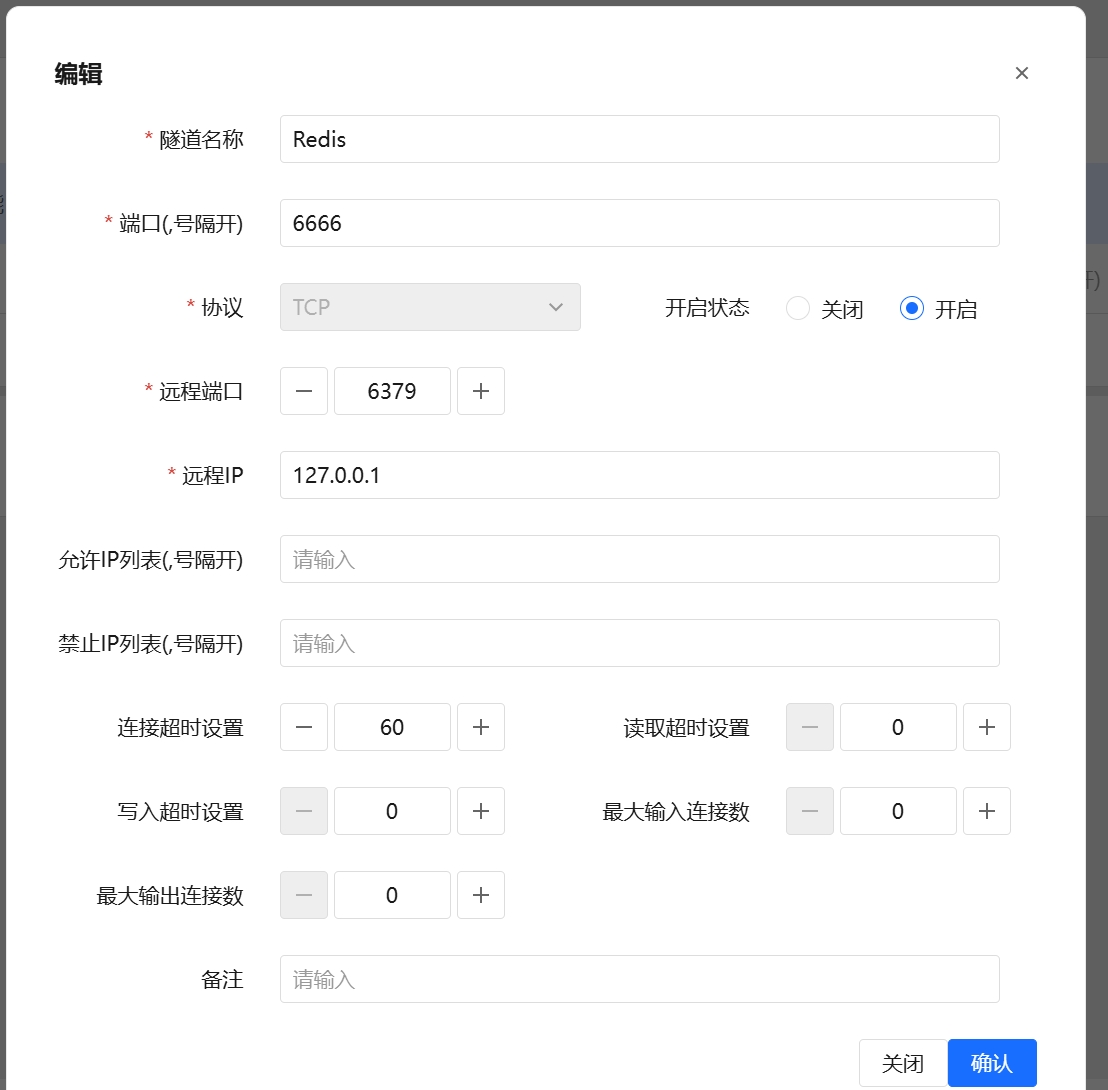 编辑
* 隧道名称 Redis
* 端口(,号隔开) 6666
* 协议 TCP 开启状态 关闭 开启
* 远程端口 6379
* 远程IP 127.0.0.1
允许IP列表(,号隔开) 请输入
禁止IP列表(,号隔开) 请输入
连接超时设置 60 读取超时设置 0
写入超时设置 0 最大输入连接数 0
最大输出连接数 0
备注 请输入
关闭 确认